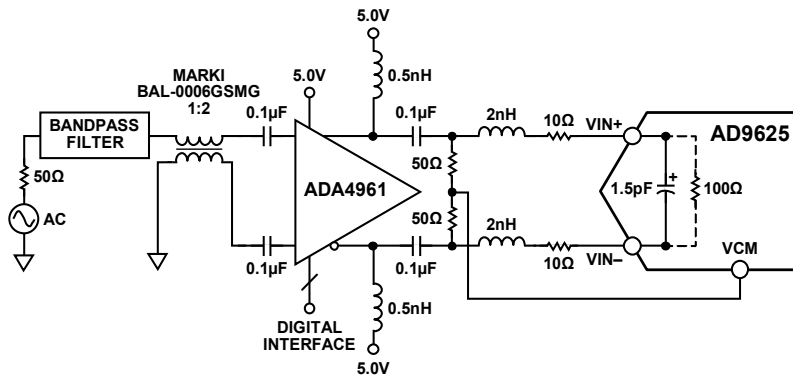 5.0V
MARKI
BAL-0006GSMG
1:2
5.0V
0.5nH
0.1µF
0.1µF
2nH
10Ω
VIN+
BANDPASS
FILTER
AD9625
50Ω
50Ω
ADA4961
1.5pF
+
100Ω
AC
50Ω
2nH
0.1µF
0.1µF
10Ω
VIN–
VCM
0.5nH
DIGITAL
INTERFACE
5.0V